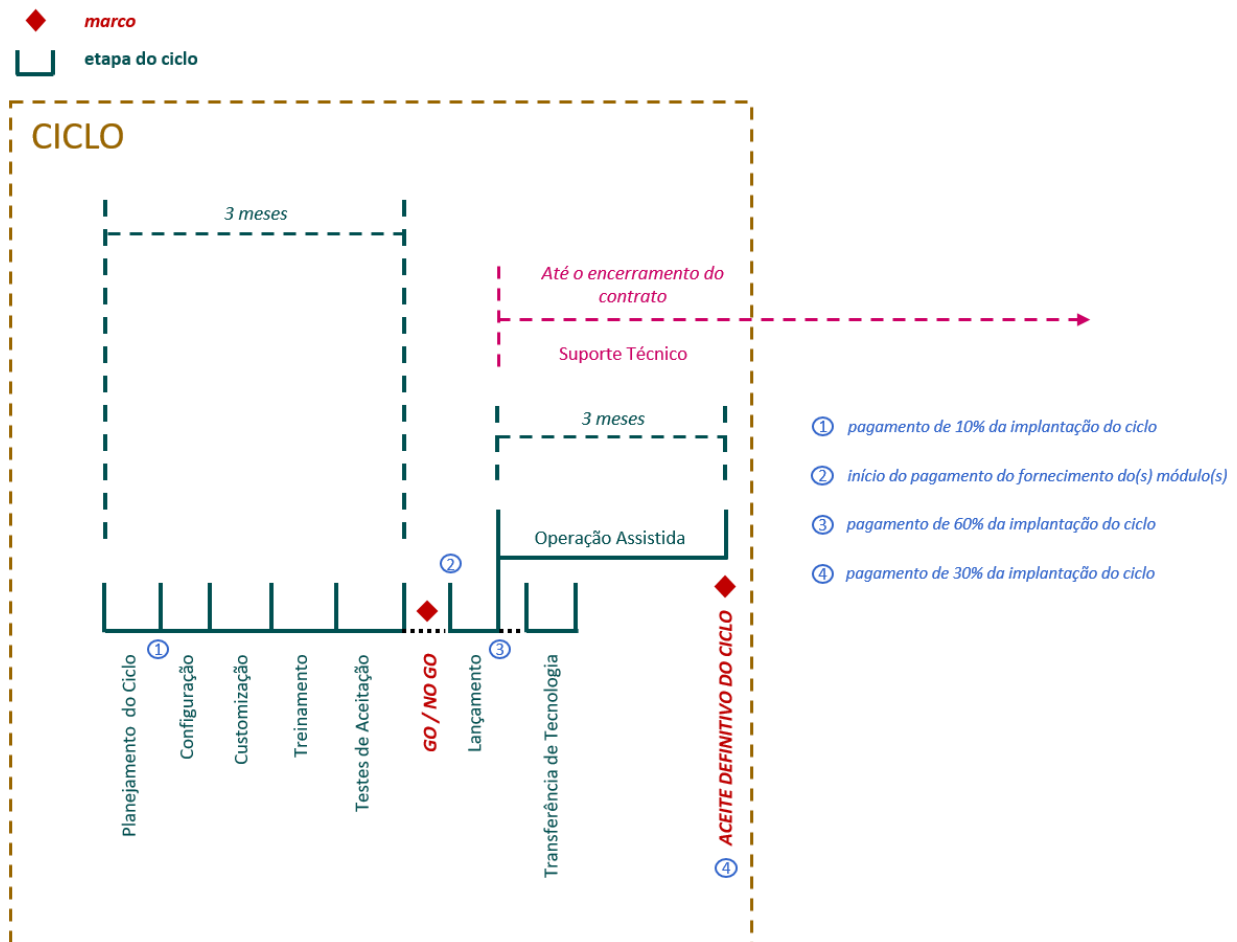 marco
etapa do ciclo
CICLO
3 meses
Até o encerramento do
contrato
Suporte Técnico
3 meses
1 pagamento de 10% da implantação do ciclo
2 início do pagamento do fornecimento do(s) módulo(s)
3 pagamento de 60% da implantação do ciclo
4 pagamento de 30% da implantação do ciclo
Operação Assistida
2
1
3
Planejamento do Ciclo
Configuração
Customização
Treinamento
Testes de Aceitação
GO / NO GO
Lançamento
Transferência de Tecnologia
ACEITE DEFINITIVO DO CICLO
4